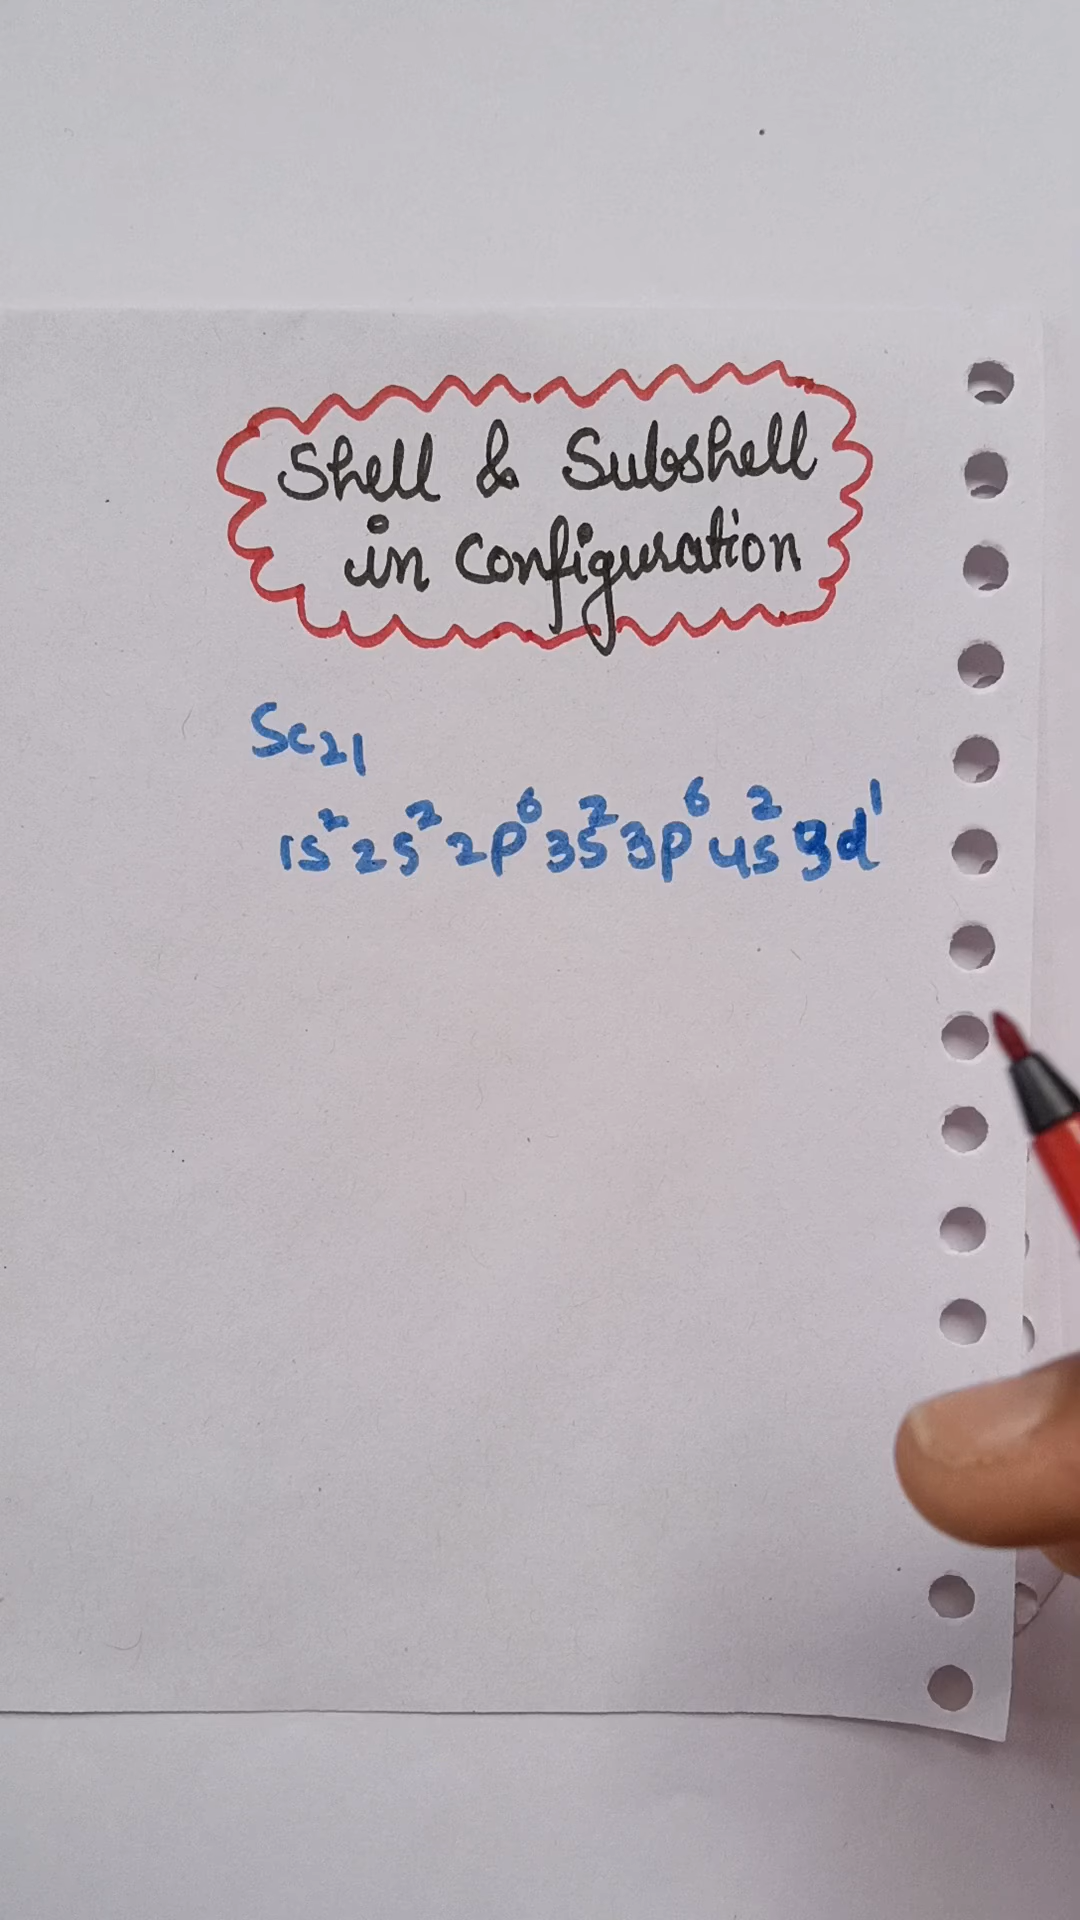 Shell & Subshell
in configuration
Sc₂₁
1s² 2s² 2p⁶ 3s² 3p⁶ 4s² 3d¹